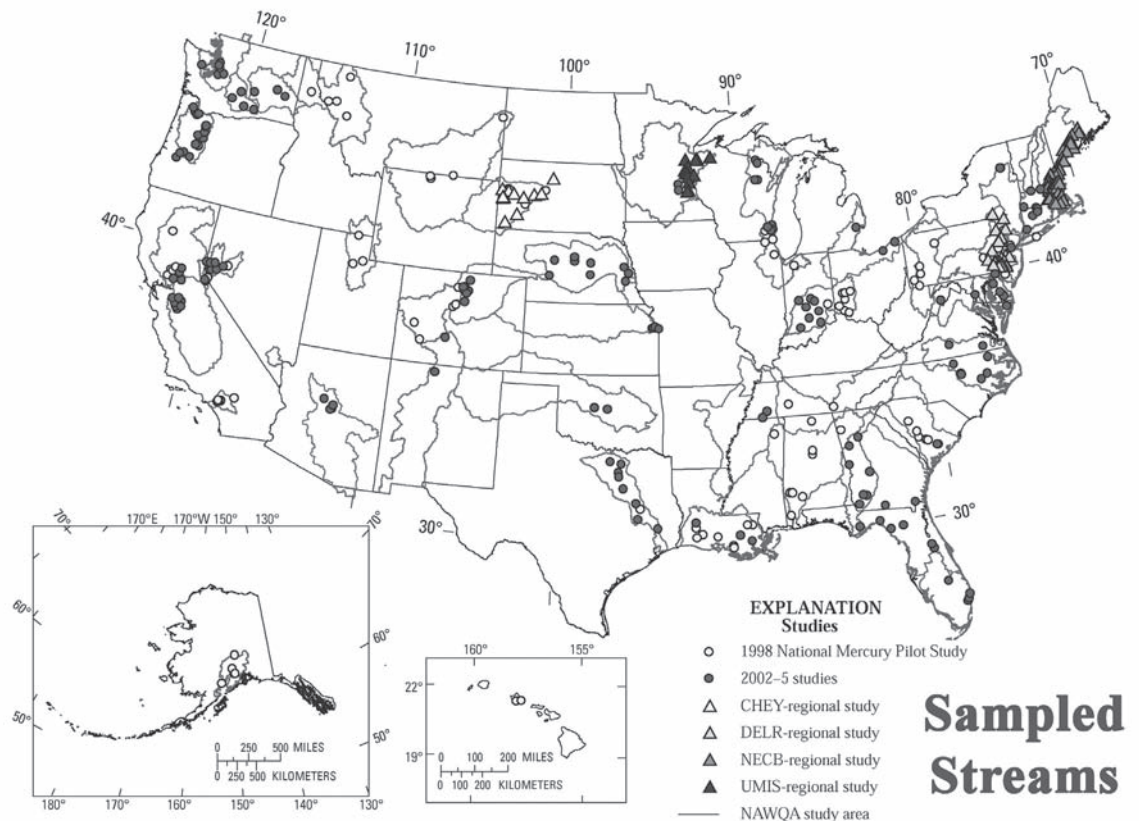 120°
110°
100°
90°
70°
80°
40°
40°
30°
30°
70° 170°E 170°W 150° 130° 70°
60°
60°
50°
50°
0 250 500 MILES
0 250 500 KILOMETERS
180° 170° 160° 150° 140° 130°
160° 155°
22°
19°
0 100 200 MILES
0 100 200 KILOMETERS
EXPLANATION
Studies
1998 National Mercury Pilot Study
2002–5 studies
CHEY-regional study
DELR-regional study
NECB-regional study
UMIS-regional study
NAWQA study area
Sampled
Streams